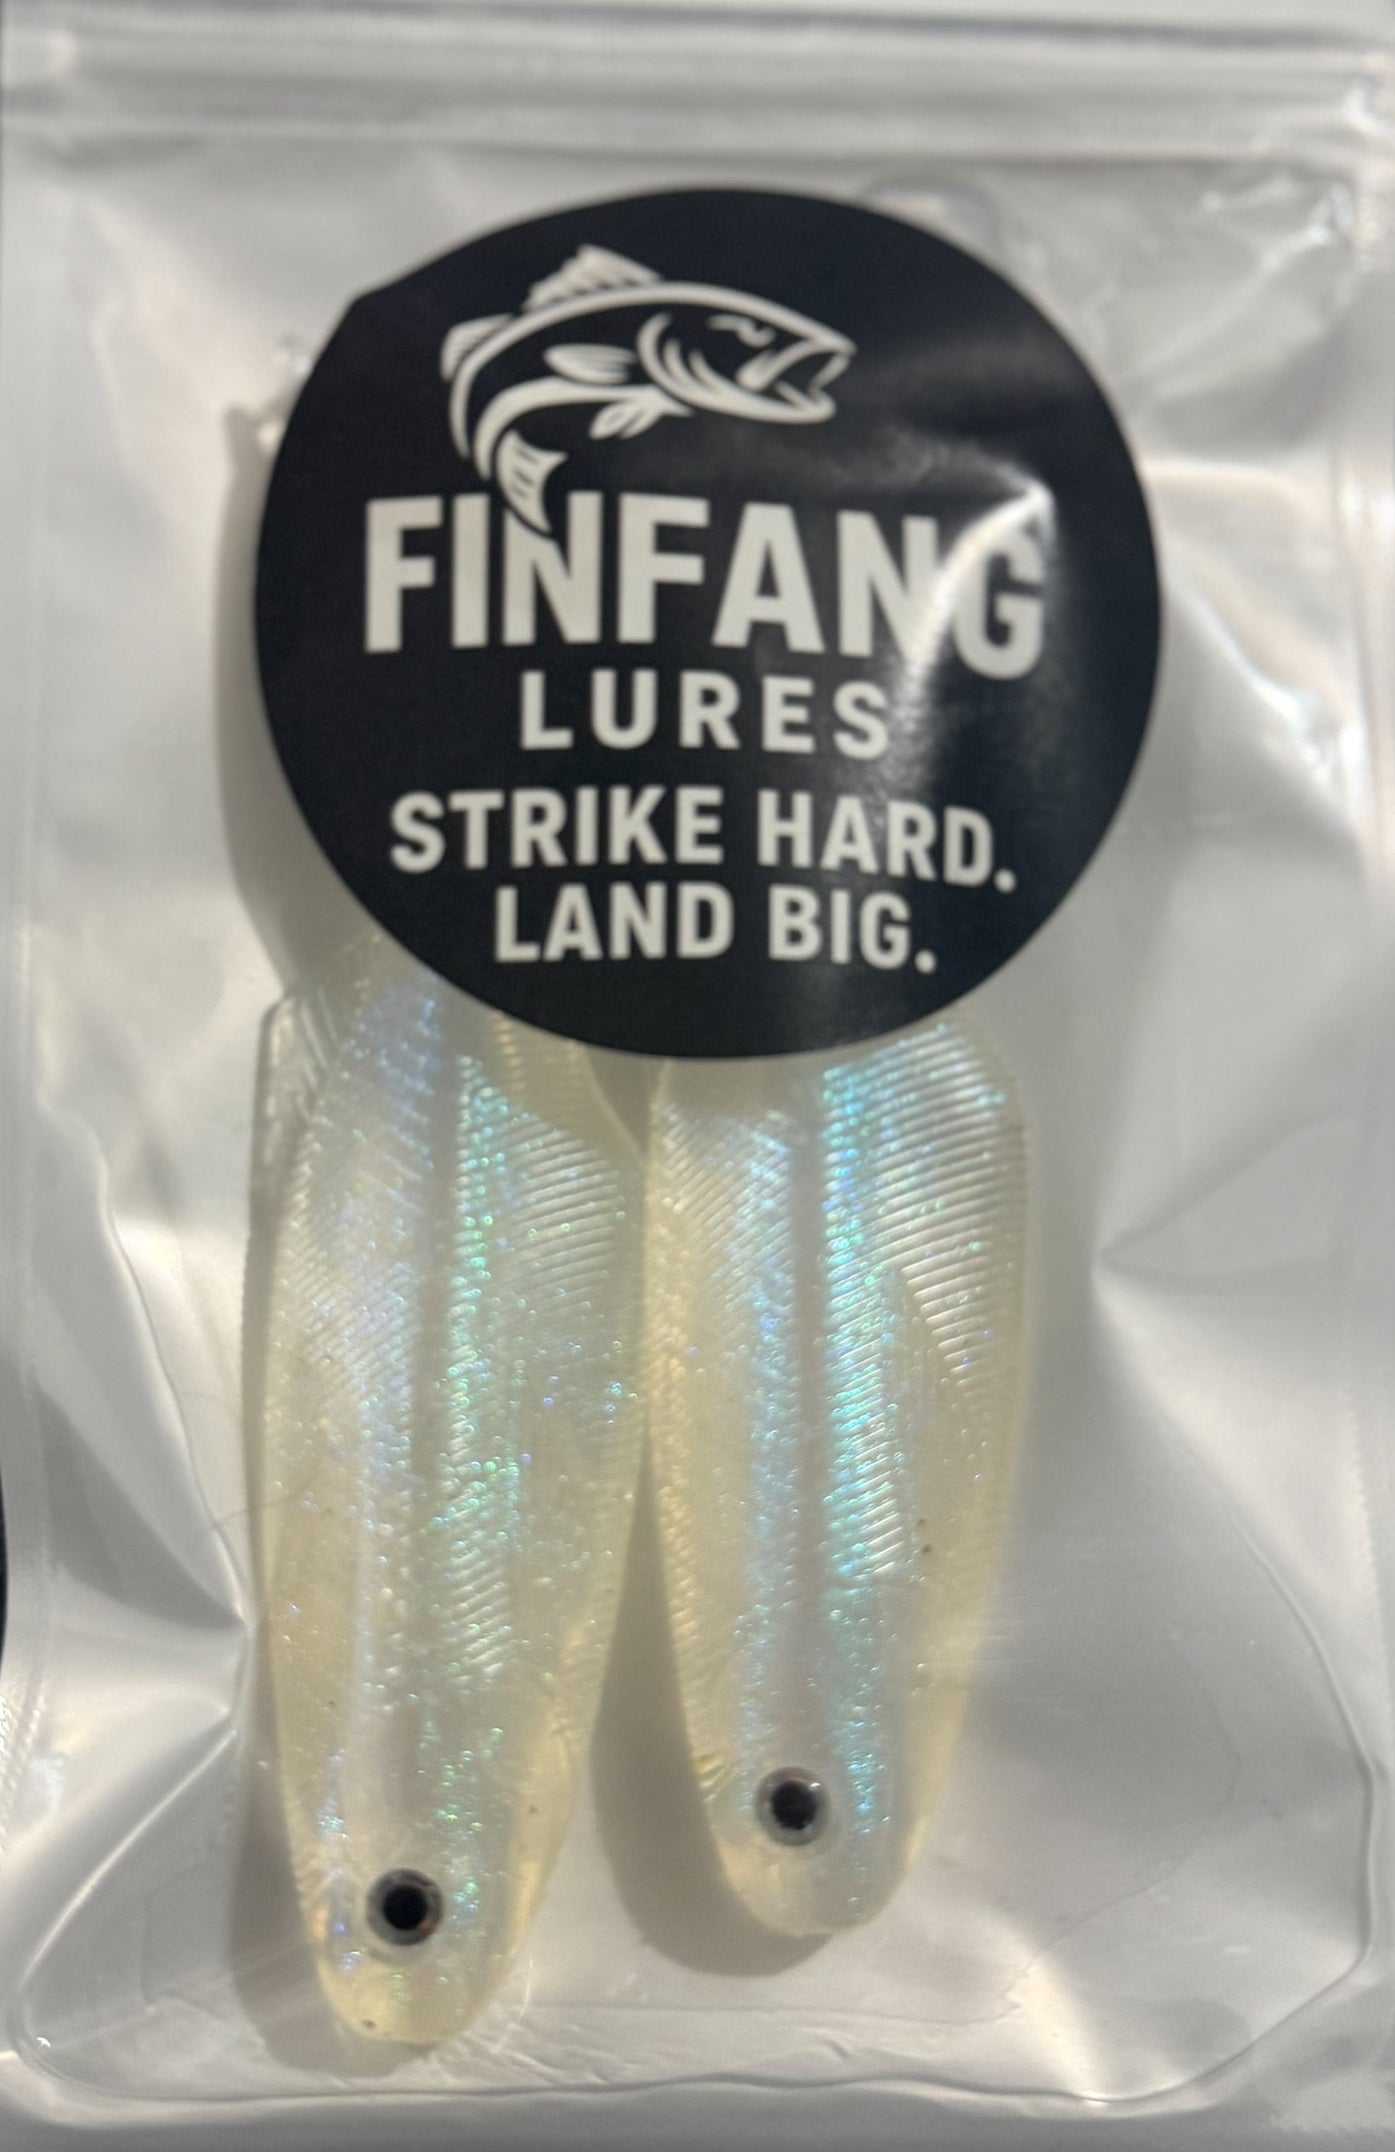 FINFANG
LURES
STRIKE HARD.
LAND BIG.